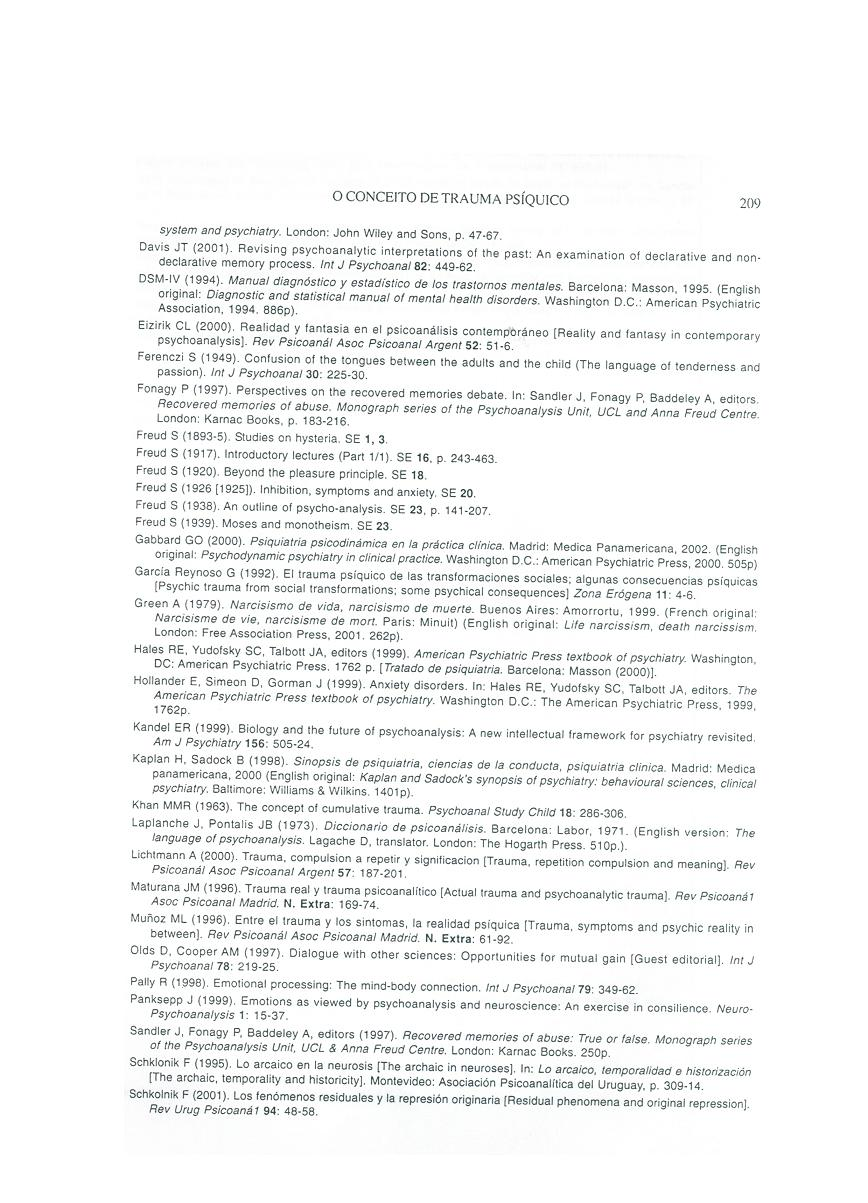 O CONCEITO DE TRAUMA PSÍQUICO 209
system and psychiatry. London: John Wiley and Sons, p. 47-67.
Davis JT (2001). Revising psychoanalytic interpretations of the past: An examination of declarative and non-
declarative memory process. Int J Psychoanal 82: 449-62.
DSM-IV (1994). Manual diagnóstico y estadístico de los trastornos mentales. Barcelona: Masson, 1995. (English
original: Diagnostic and statistical manual of mental health disorders. Washington D.C.: American Psychiatric
Association, 1994. 886p).
Eizirik CL (2000). Realidad y fantasia en el psicoanálisis contemporáneo [Reality and fantasy in contemporary
psychoanalysis]. Rev Psicoanál Asoc Psicoanal Argent 52: 51-6.
Ferenczi S (1949). Confusion of the tongues between the adults and the child (The language of tenderness and
passion). Int J Psychoanal 30: 225-30.
Fonagy P (1997). Perspectives on the recovered memories debate. In: Sandler J, Fonagy P, Baddeley A, editors.
Recovered memories of abuse. Monograph series of the Psychoanalysis Unit, UCL and Anna Freud Centre.
London: Karnac Books, p. 183-216.
Freud S (1893-5). Studies on hysteria. SE 1, 3.
Freud S (1917). Introductory lectures (Part 1/1). SE 16, p. 243-463.
Freud S (1920). Beyond the pleasure principle. SE 18.
Freud S (1926 [1925]). Inhibition, symptoms and anxiety. SE 20.
Freud S (1938). An outline of psycho-analysis. SE 23, p. 141-207.
Freud S (1939). Moses and monotheism. SE 23.
Gabbard GO (2000). Psiquiatria psicodinámica en la práctica clínica. Madrid: Medica Panamericana, 2002. (English
original: Psychodynamic psychiatry in clinical practice. Washington D.C.: American Psychiatric Press, 2000. 505p)
García Reynoso G (1992). El trauma psíquico de las transformaciones sociales; algunas consecuencias psíquicas
[Psychic trauma from social transformations; some psychical consequences] Zona Erógena 11: 4-6.
Green A (1979). Narcisismo de vida, narcisismo de muerte. Buenos Aires: Amorrortu, 1999. (French original:
Narcisisme de vie, narcisisme de mort. Paris: Minuit) (English original: Life narcissism, death narcissism.
London: Free Association Press, 2001. 262p).
Hales RE, Yudofsky SC, Talbott JA, editors (1999). American Psychiatric Press textbook of psychiatry. Washington,
DC: American Psychiatric Press. 1762 p. [Tratado de psiquiatria. Barcelona: Masson (2000)].
Hollander E, Simeon D, Gorman J (1999). Anxiety disorders. In: Hales RE, Yudofsky SC, Talbott JA, editors. The
American Psychiatric Press textbook of psychiatry. Washington D.C.: The American Psychiatric Press, 1999,
1762p.
Kandel ER (1999). Biology and the future of psychoanalysis: A new intellectual framework for psychiatry revisited.
Am J Psychiatry 156: 505-24.
Kaplan H, Sadock B (1998). Sinopsis de psiquiatria, ciencias de la conducta, psiquiatria clinica. Madrid: Medica
panamericana, 2000 (English original: Kaplan and Sadock's synopsis of psychiatry: behavioural sciences, clinical
psychiatry. Baltimore: Williams & Wilkins. 1401p).
Khan MMR (1963). The concept of cumulative trauma. Psychoanal Study Child 18: 286-306.
Laplanche J, Pontalis JB (1973). Diccionario de psicoanálisis. Barcelona: Labor, 1971. (English version: The
language of psychoanalysis. Lagache D, translator. London: The Hogarth Press. 510p.).
Lichtmann A (2000). Trauma, compulsion a repetir y significacion [Trauma, repetition compulsion and meaning]. Rev
Psicoanál Asoc Psicoanal Argent 57: 187-201.
Maturana JM (1996). Trauma real y trauma psicoanalítico [Actual trauma and psychoanalytic trauma]. Rev Psicoaná1
Asoc Psicoanal Madrid. N. Extra: 169-74.
Muñoz ML (1996). Entre el trauma y los sintomas, la realidad psíquica [Trauma, symptoms and psychic reality in
between]. Rev Psicoanál Asoc Psicoanal Madrid. N. Extra: 61-92.
Olds D, Cooper AM (1997). Dialogue with other sciences: Opportunities for mutual gain [Guest editorial]. Int J
Psychoanal 78: 219-25.
Pally R (1998). Emotional processing: The mind-body connection. Int J Psychoanal 79: 349-62.
Panksepp J (1999). Emotions as viewed by psychoanalysis and neuroscience: An exercise in consilience. Neuro-
Psychoanalysis 1: 15-37.
Sandler J, Fonagy P, Baddeley A, editors (1997). Recovered memories of abuse: True or false. Monograph series
of the Psychoanalysis Unit, UCL & Anna Freud Centre. London: Karnac Books. 250p.
Schklonik F (1995). Lo arcaico en la neurosis [The archaic in neuroses]. In: Lo arcaico, temporalidad e historización
[The archaic, temporality and historicity]. Montevideo: Asociación Psicoanalítica del Uruguay, p. 309-14.
Schkolnik F (2001). Los fenómenos residuales y la represión originaria [Residual phenomena and original repression].
Rev Urug Psicoaná1 94: 48-58.